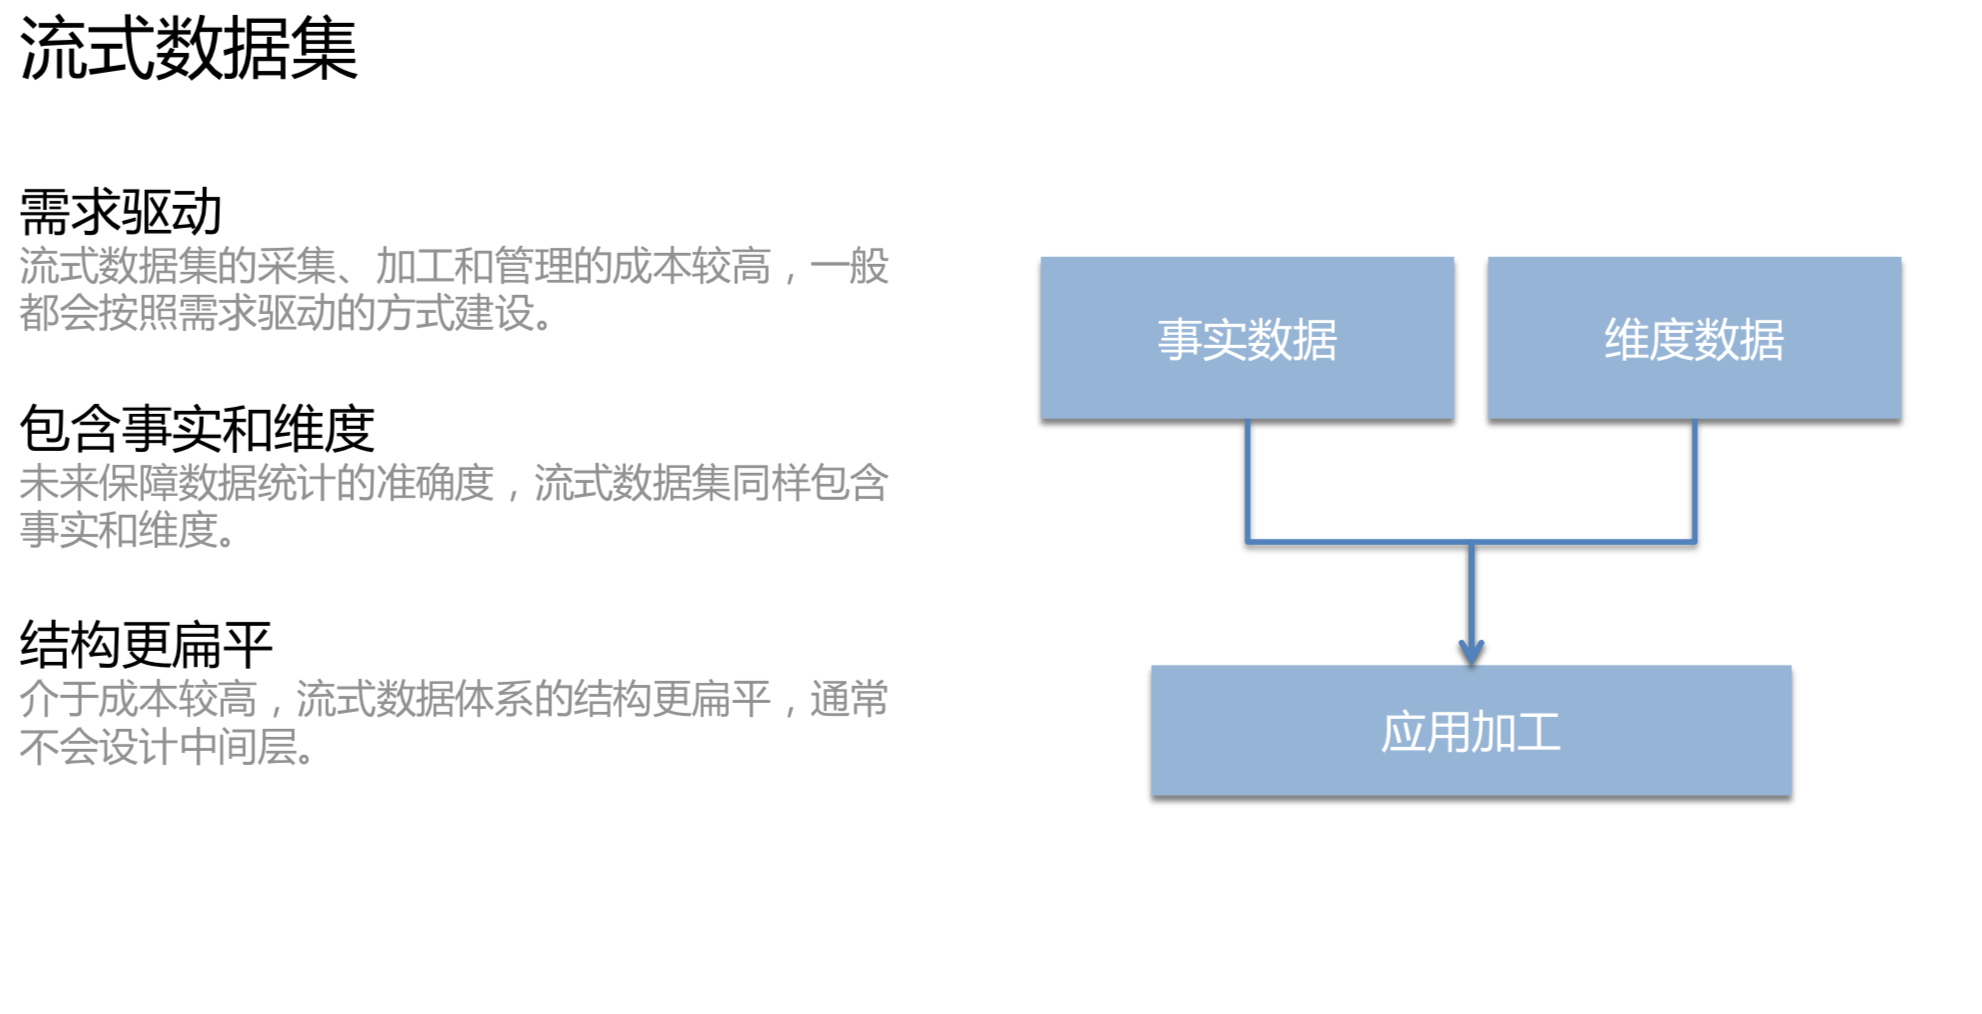 流式数据集
需求驱动
流式数据集的采集、加工和管理的成本较高，一般
都会按照需求驱动的方式建设。
包含事实和维度
未来保障数据统计的准确度，流式数据集同样包含
事实和维度。
结构更扁平
介于成本较高，流式数据体系的结构更扁平，通常
不会设计中间层。
事实数据
维度数据
应用加工